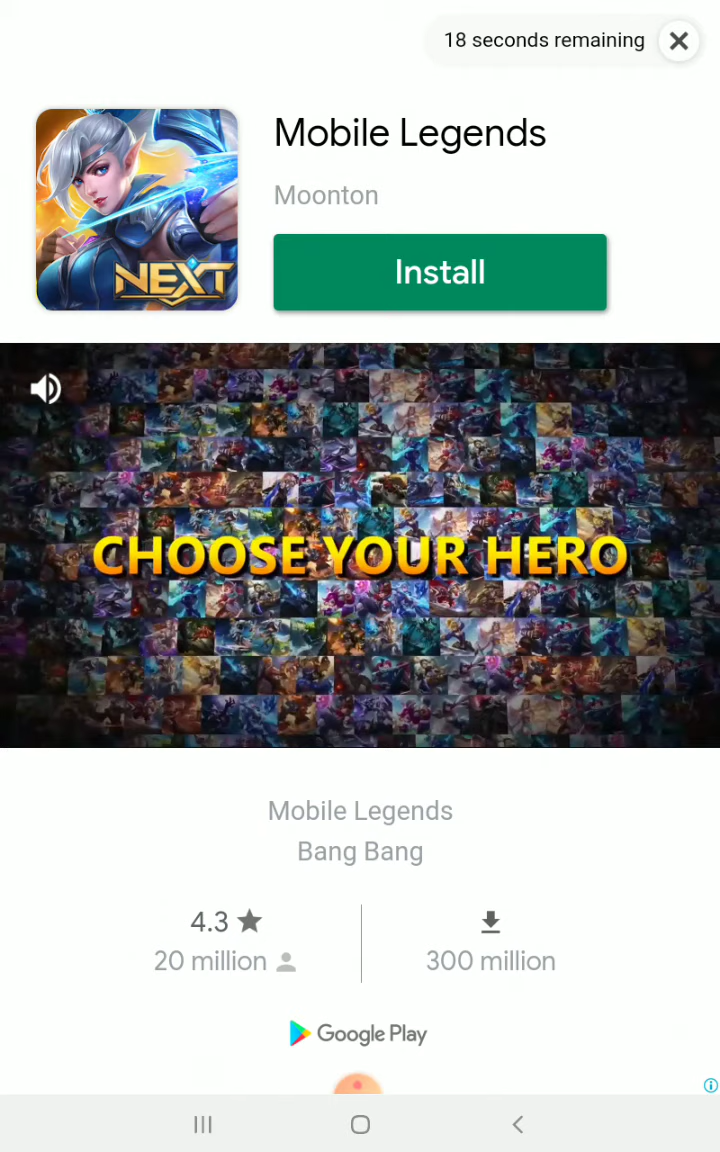 18 seconds remaining
Mobile Legends
Moonton
NEXT
Install
CHOOSE YOUR HERO
Mobile Legends
Bang Bang
4.3
20 million
300 million
Google Play